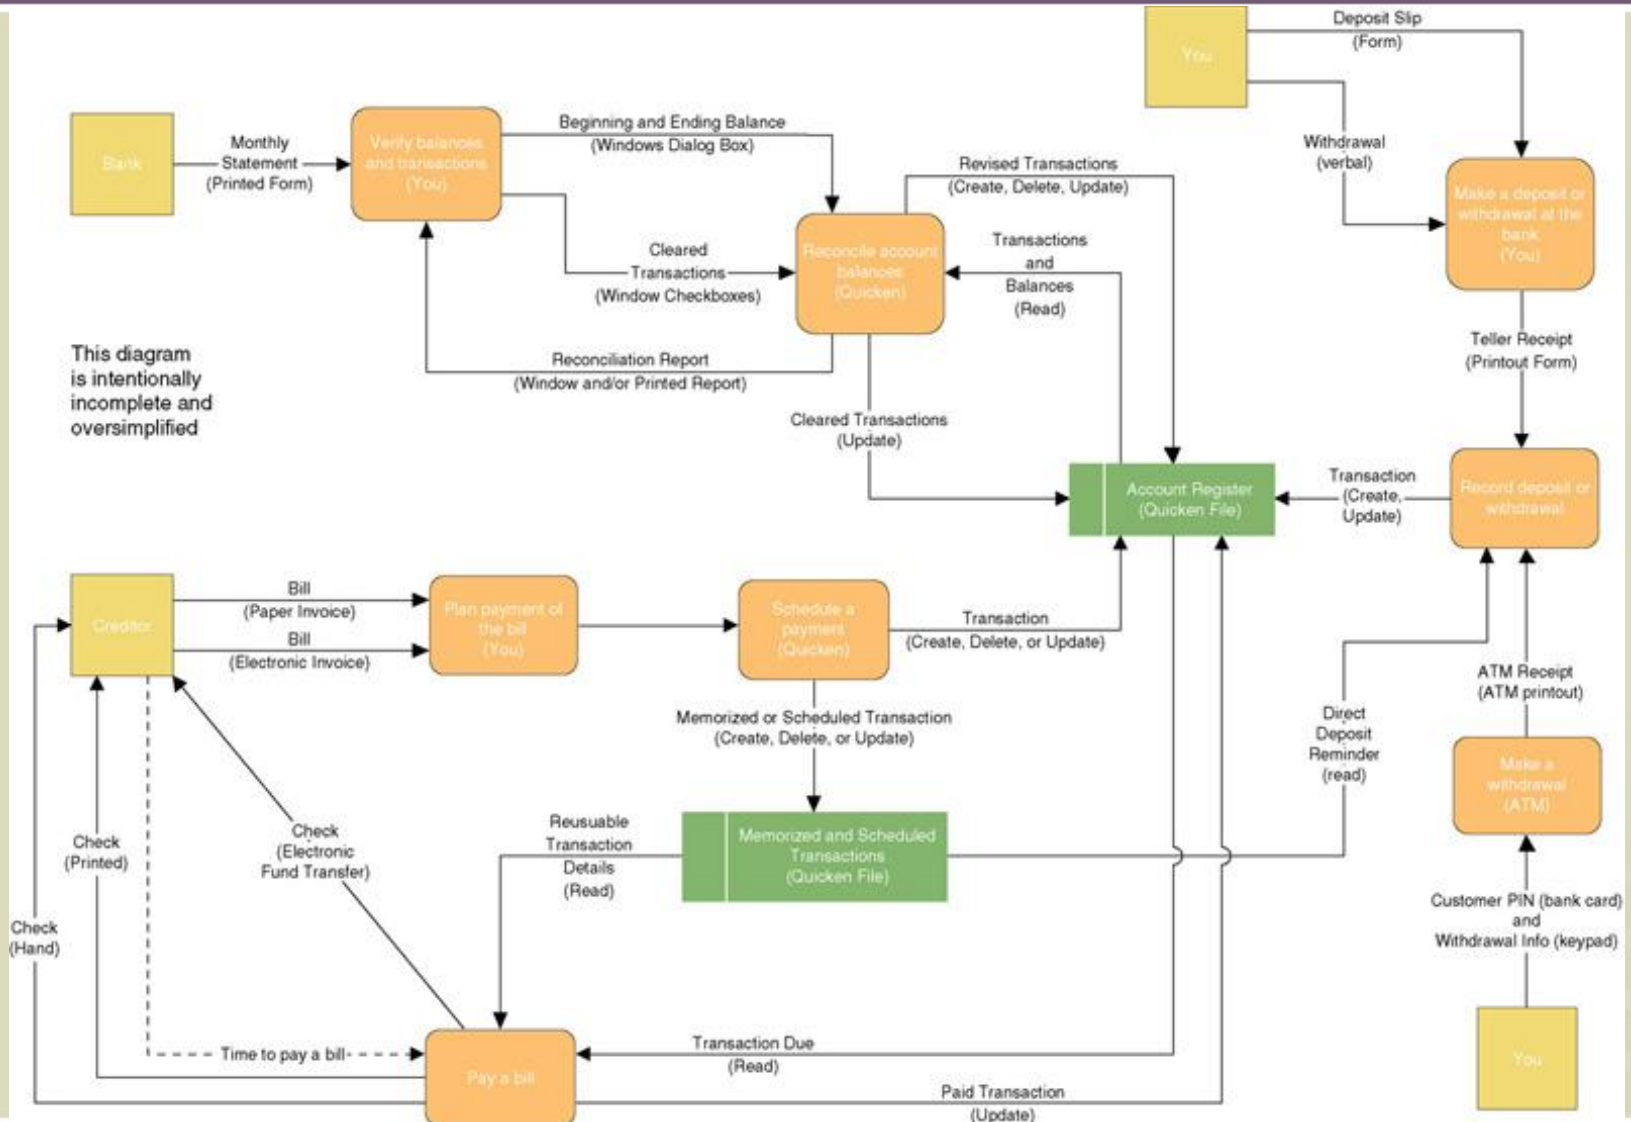 You
Deposit Slip
(Form)
Withdrawal
(verbal)
Make a deposit or
withdrawal at the
bank
(You)
Bank
Monthly
Statement
(Printed Form)
Verify balances
and transactions
(You)
Beginning and Ending Balance
(Windows Dialog Box)
Cleared
Transactions
(Window Checkboxes)
Reconcile account
balances
(Quicken)
Revised Transactions
(Create, Delete, Update)
Transactions
and
Balances
(Read)
Reconciliation Report
(Window and/or Printed Report)
This diagram
is intentionally
incomplete and
oversimplified
Cleared Transactions
(Update)
Teller Receipt
(Printout Form)
Account Register
(Quicken File)
Transaction
(Create,
Update)
Record deposit or
withdrawal
Creditor
Bill
(Paper Invoice)
Bill
(Electronic Invoice)
Plan payment of
the bill
(You)
Schedule a
payment
(Quicken)
Transaction
(Create, Delete, or Update)
Memorized or Scheduled Transaction
(Create, Delete, or Update)
ATM Receipt
(ATM printout)
Direct
Deposit
Reminder
(read)
Make a
withdrawal
(ATM)
Check
(Printed)
Check
(Electronic
Fund Transfer)
Reusuable
Transaction
Details
(Read)
Memorized and Scheduled
Transactions
(Quicken File)
Check
(Hand)
Customer PIN (bank card)
and
Withdrawal Info (keypad)
Time to pay a bill
Pay a bill
Transaction Due
(Read)
Paid Transaction
(Update)
You